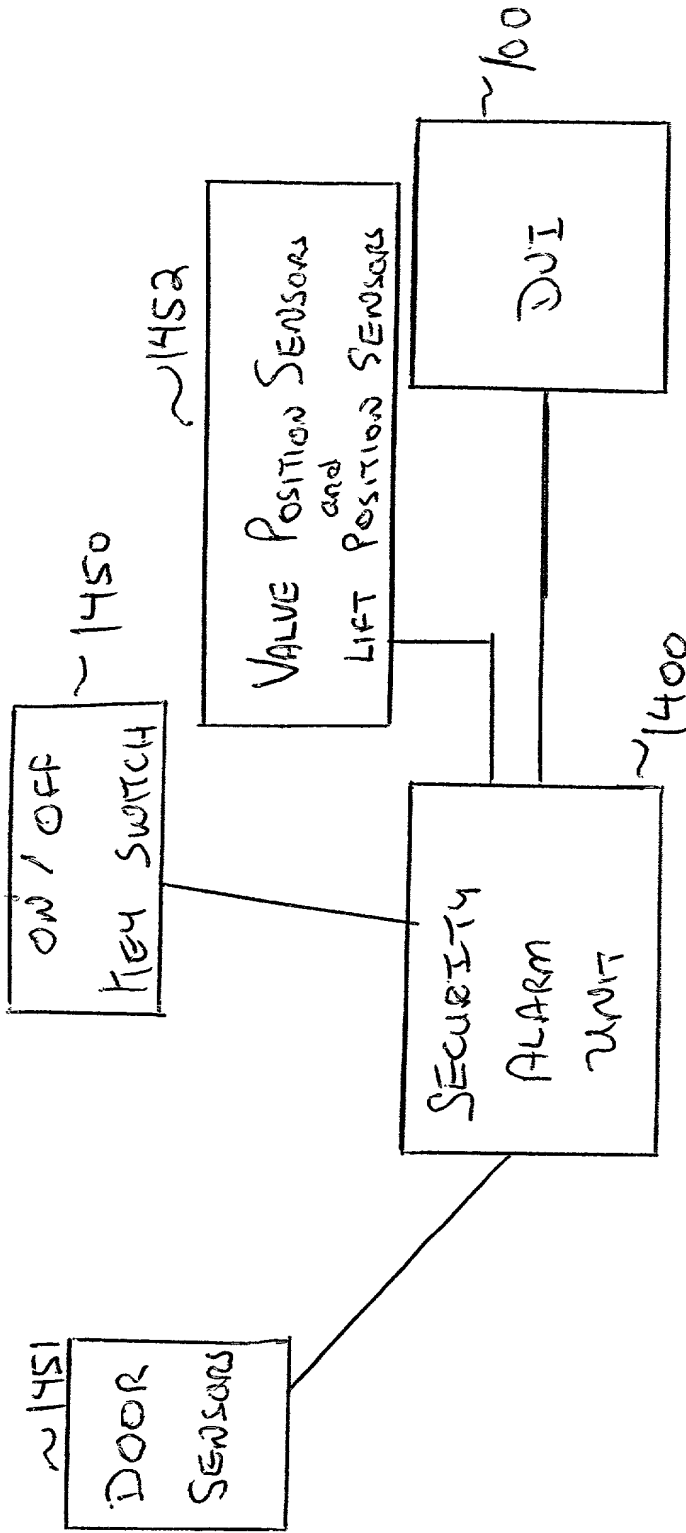 ~1451
DOOR
SENSORS
ON / OFF
KEY SWITCH
~1450
~1452
VALVE POSITION SENSORS
and
LIFT POSITION SENSORS
SECURITY
ALARM
UNIT
~1400
DVI
~100